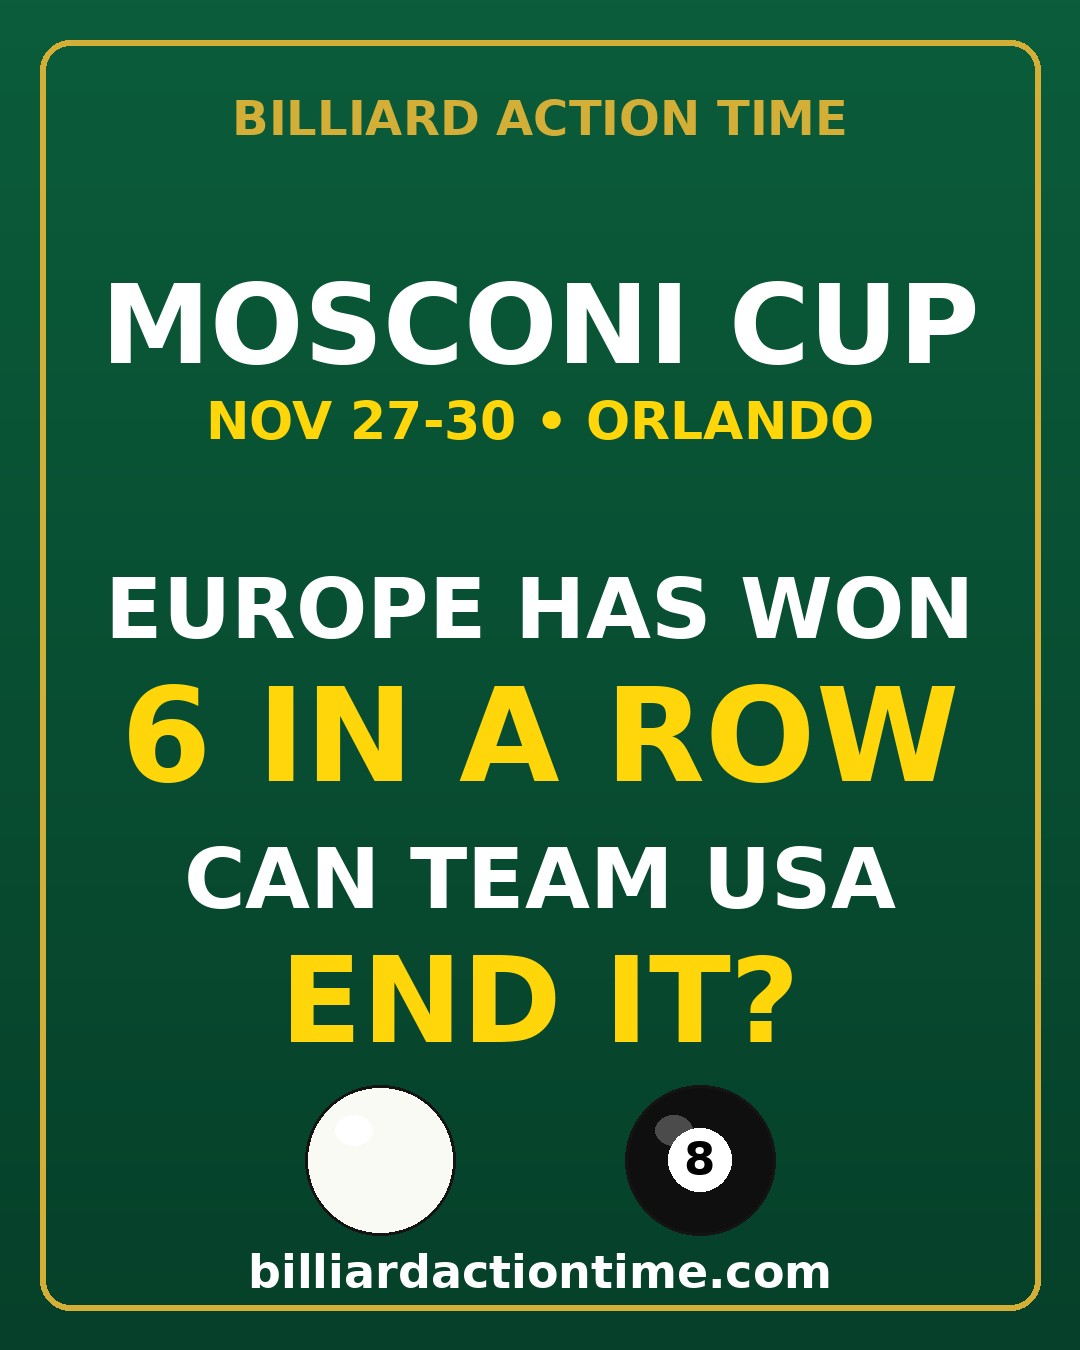 BILLIARD ACTION TIME
MOSCONI CUP
NOV 27-30 • ORLANDO
EUROPE HAS WON
6 IN A ROW
CAN TEAM USA
END IT?
8
billiardactiontime.com